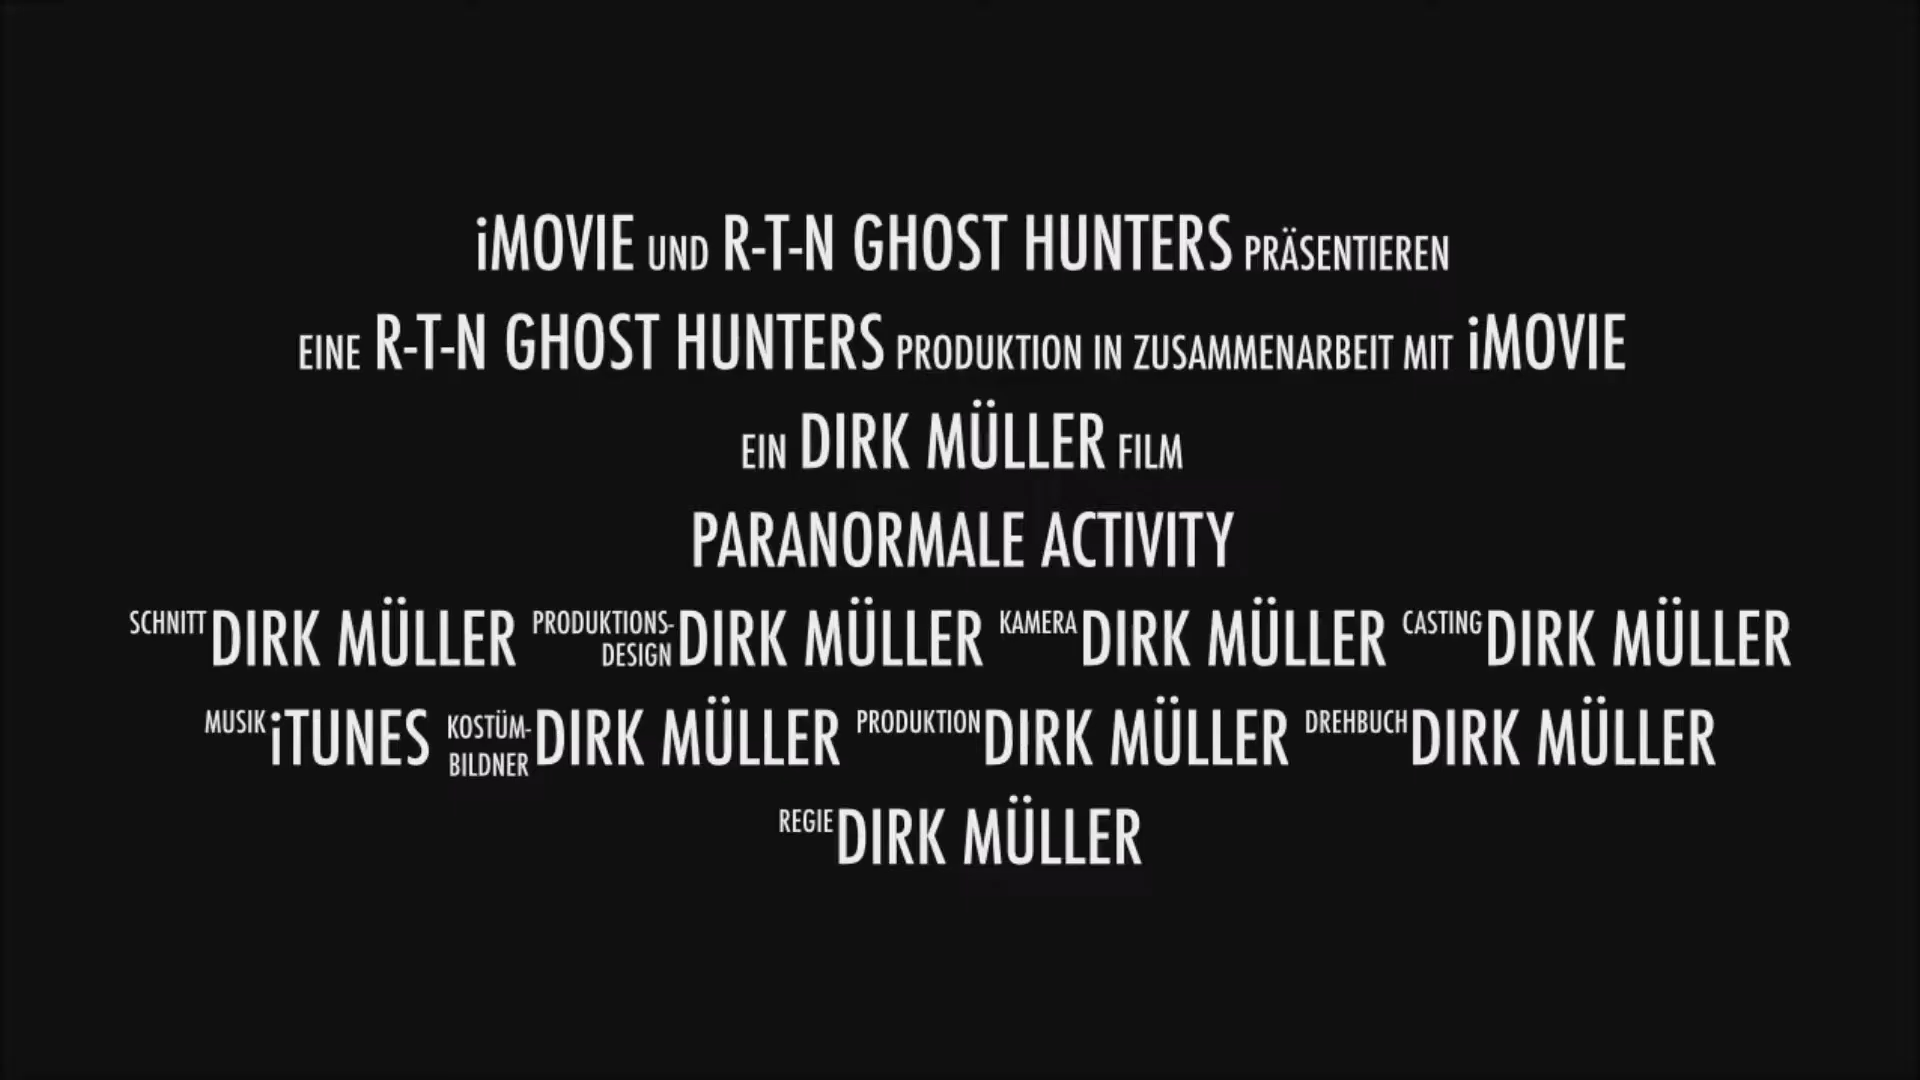 iMOVIE UND R-T-N GHOST HUNTERS PRÄSENTIEREN
EINE R-T-N GHOST HUNTERS PRODUKTION IN ZUSAMMENARBEIT MIT iMOVIE
EIN DIRK MÜLLER FILM
PARANORMALE ACTIVITY
SCHNITT DIRK MÜLLER PRODUKTIONS-DESIGN DIRK MÜLLER KAMERA DIRK MÜLLER CASTING DIRK MÜLLER
MUSIK iTUNES KOSTÜM-BILDNER DIRK MÜLLER PRODUKTION DIRK MÜLLER DREHBUCH DIRK MÜLLER
REGIE DIRK MÜLLER